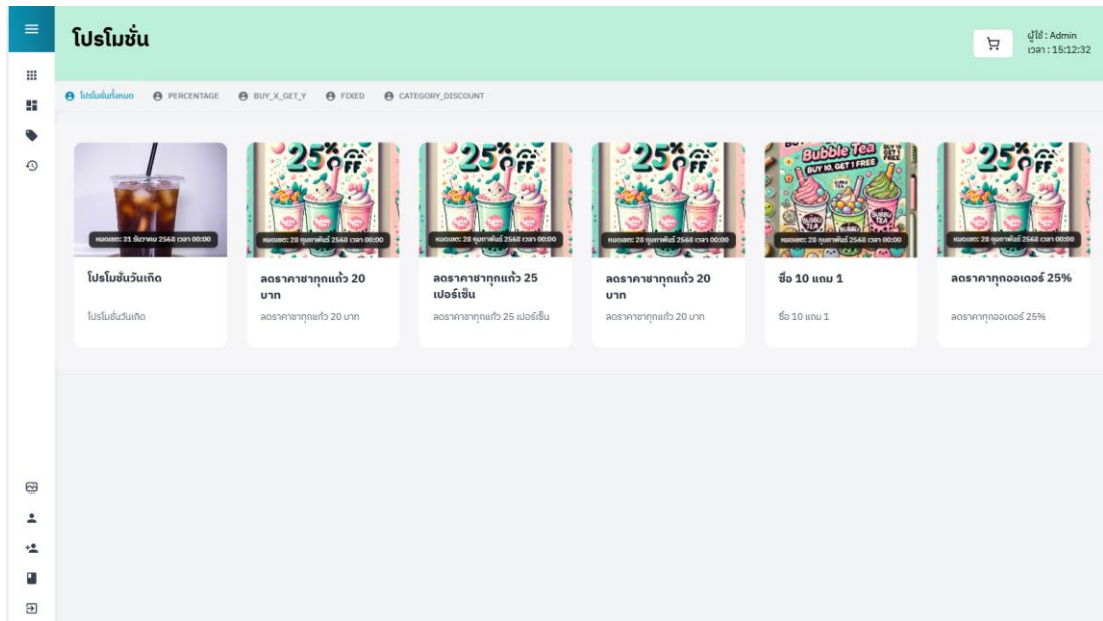 โปรโมชั่น
ผู้ใช้ : Admin
เวลา : 15:12:32
โปรโมชั่นทั้งหมด
PERCENTAGE
BUY_X_GET_Y
FIXED
CATEGORY_DISCOUNT
หมดเขต: 31 ธันวาคม 2568 เวลา 00:00
โปรโมชั่นวันเกิด
โปรโมชั่นวันเกิด
25%
OFF
หมดเขต: 28 กุมภาพันธ์ 2568 เวลา 00:00
ลดราคาชาทุกแก้ว 20
บาท
ลดราคาชาทุกแก้ว 20 บาท
25%
OFF
หมดเขต: 28 กุมภาพันธ์ 2568 เวลา 00:00
ลดราคาชาทุกแก้ว 25
เปอร์เซ็น
ลดราคาชาทุกแก้ว 25 เปอร์เซ็น
25%
OFF
หมดเขต: 28 กุมภาพันธ์ 2568 เวลา 00:00
ลดราคาชาทุกแก้ว 20
บาท
ลดราคาชาทุกแก้ว 20 บาท
Bubble Tea
BUY 10, GET 1 FREE
BUBBLE
TEA
หมดเขต: 28 กุมภาพันธ์ 2568 เวลา 00:00
ซื้อ 10 แถม 1
ซื้อ 10 แถม 1
25%
OFF
หมดเขต: 28 กุมภาพันธ์ 2568 เวลา 00:00
ลดราคาทุกออเดอร์ 25%
ลดราคาทุกออเดอร์ 25%